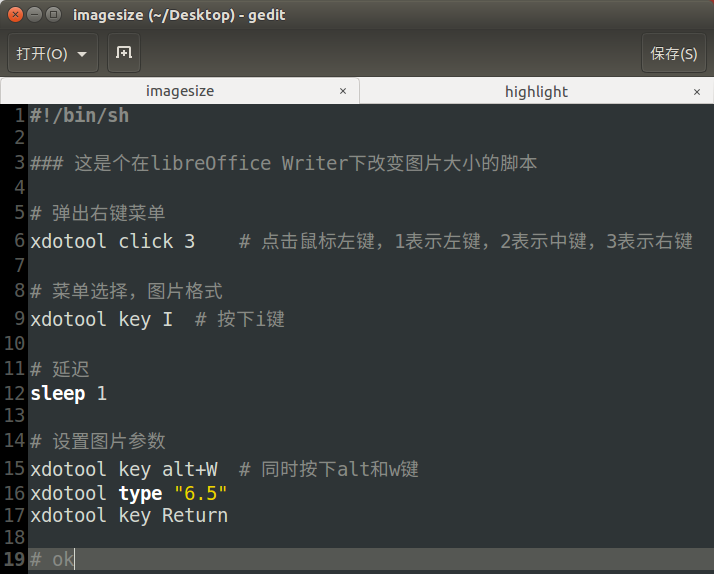 imagesize (~/Desktop) - gedit
打开(O)
保存(S)
imagesize ×
highlight ×
1 #!/bin/sh
2
3 ### 这是个在libreOffice Writer下改变图片大小的脚本
4
5 # 弹出右键菜单
6 xdotool click 3    # 点击鼠标左键，1表示左键，2表示中键，3表示右键
7
8 # 菜单选择，图片格式
9 xdotool key I  # 按下i键
10
11 # 延迟
12 sleep 1
13
14 # 设置图片参数
15 xdotool key alt+W  # 同时按下alt和w键
16 xdotool type "6.5"
17 xdotool key Return
18
19 # ok